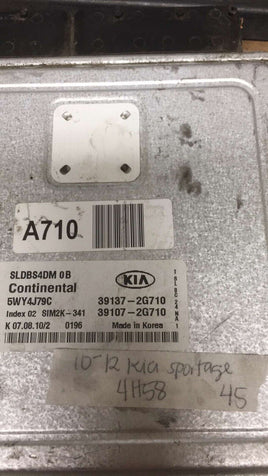 A710
SLDBS4DM 0B
Continental
KIA
5WY4J79C
39137-2G710
Index 02 SIM2K-341
39107-2G710
K 07.08.10/2 0196 Made in Korea
10-12 Kia sportage
4H58 45